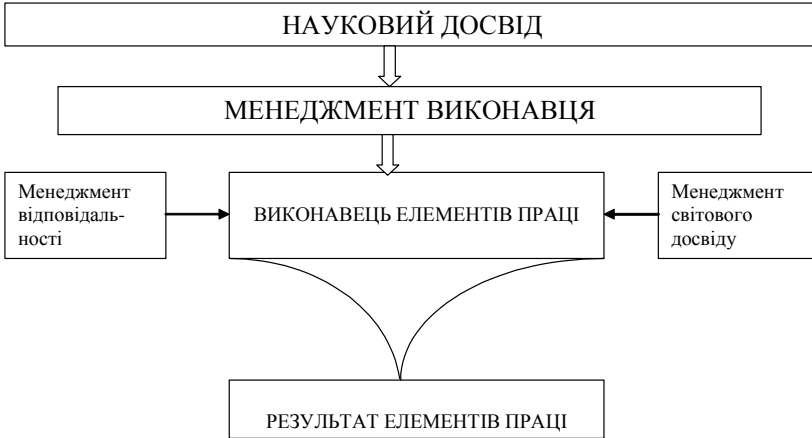 НАУКОВИЙ ДОСВІД
МЕНЕДЖМЕНТ ВИКОНАВЦЯ
Менеджмент
відповідаль-
ності
ВИКОНАВЕЦЬ ЕЛЕМЕНТІВ ПРАЦІ
Менеджмент
світового
досвіду
РЕЗУЛЬТАТ ЕЛЕМЕНТІВ ПРАЦІ